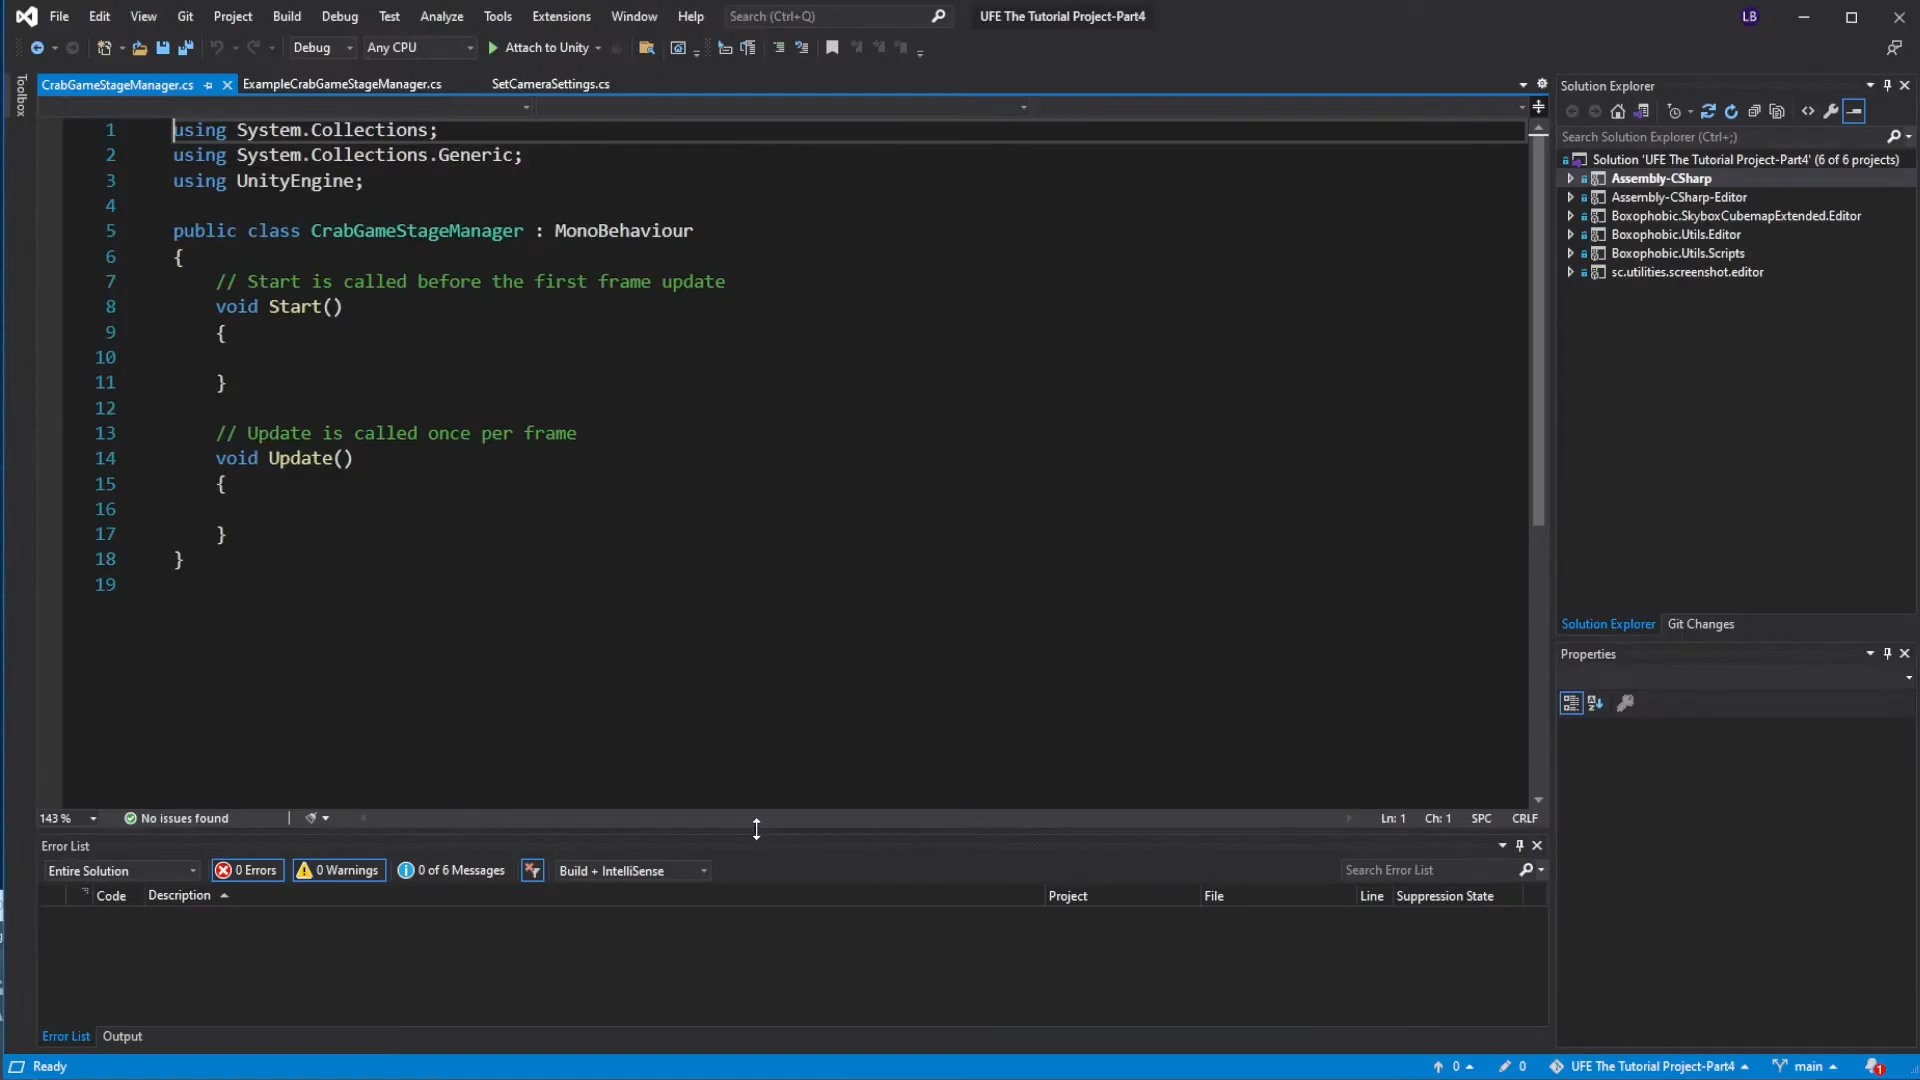 File Edit View Git Project Build Debug Test Analyze Tools Extensions Window Help Search (Ctrl+Q) UFE The Tutorial Project-Part4 LB
Debug Any CPU Attach to Unity
Toolbox
CrabGameStageManager.cs ExampleCrabGameStageManager.cs SetCameraSettings.cs
1 using System.Collections;
2 using System.Collections.Generic;
3 using UnityEngine;
4
5 public class CrabGameStageManager : MonoBehaviour
6 {
7 // Start is called before the first frame update
8 void Start()
9 {
10
11 }
12
13 // Update is called once per frame
14 void Update()
15 {
16
17 }
18 }
19
143 % No issues found Ln: 1 Ch: 1 SPC CRLF
Error List
Entire Solution 0 Errors 0 Warnings 0 of 6 Messages Build + IntelliSense Search Error List
Code Description Project File Line Suppression State
Error List Output
Solution Explorer
Search Solution Explorer (Ctrl+;)
Solution 'UFE The Tutorial Project-Part4' (6 of 6 projects)
Assembly-CSharp
Assembly-CSharp-Editor
Boxophobic.SkyboxCubemapExtended.Editor
Boxophobic.Utils.Editor
Boxophobic.Utils.Scripts
sc.utilities.screenshot.editor
Solution Explorer Git Changes
Properties
Ready 0 0 UFE The Tutorial Project-Part4 main 1